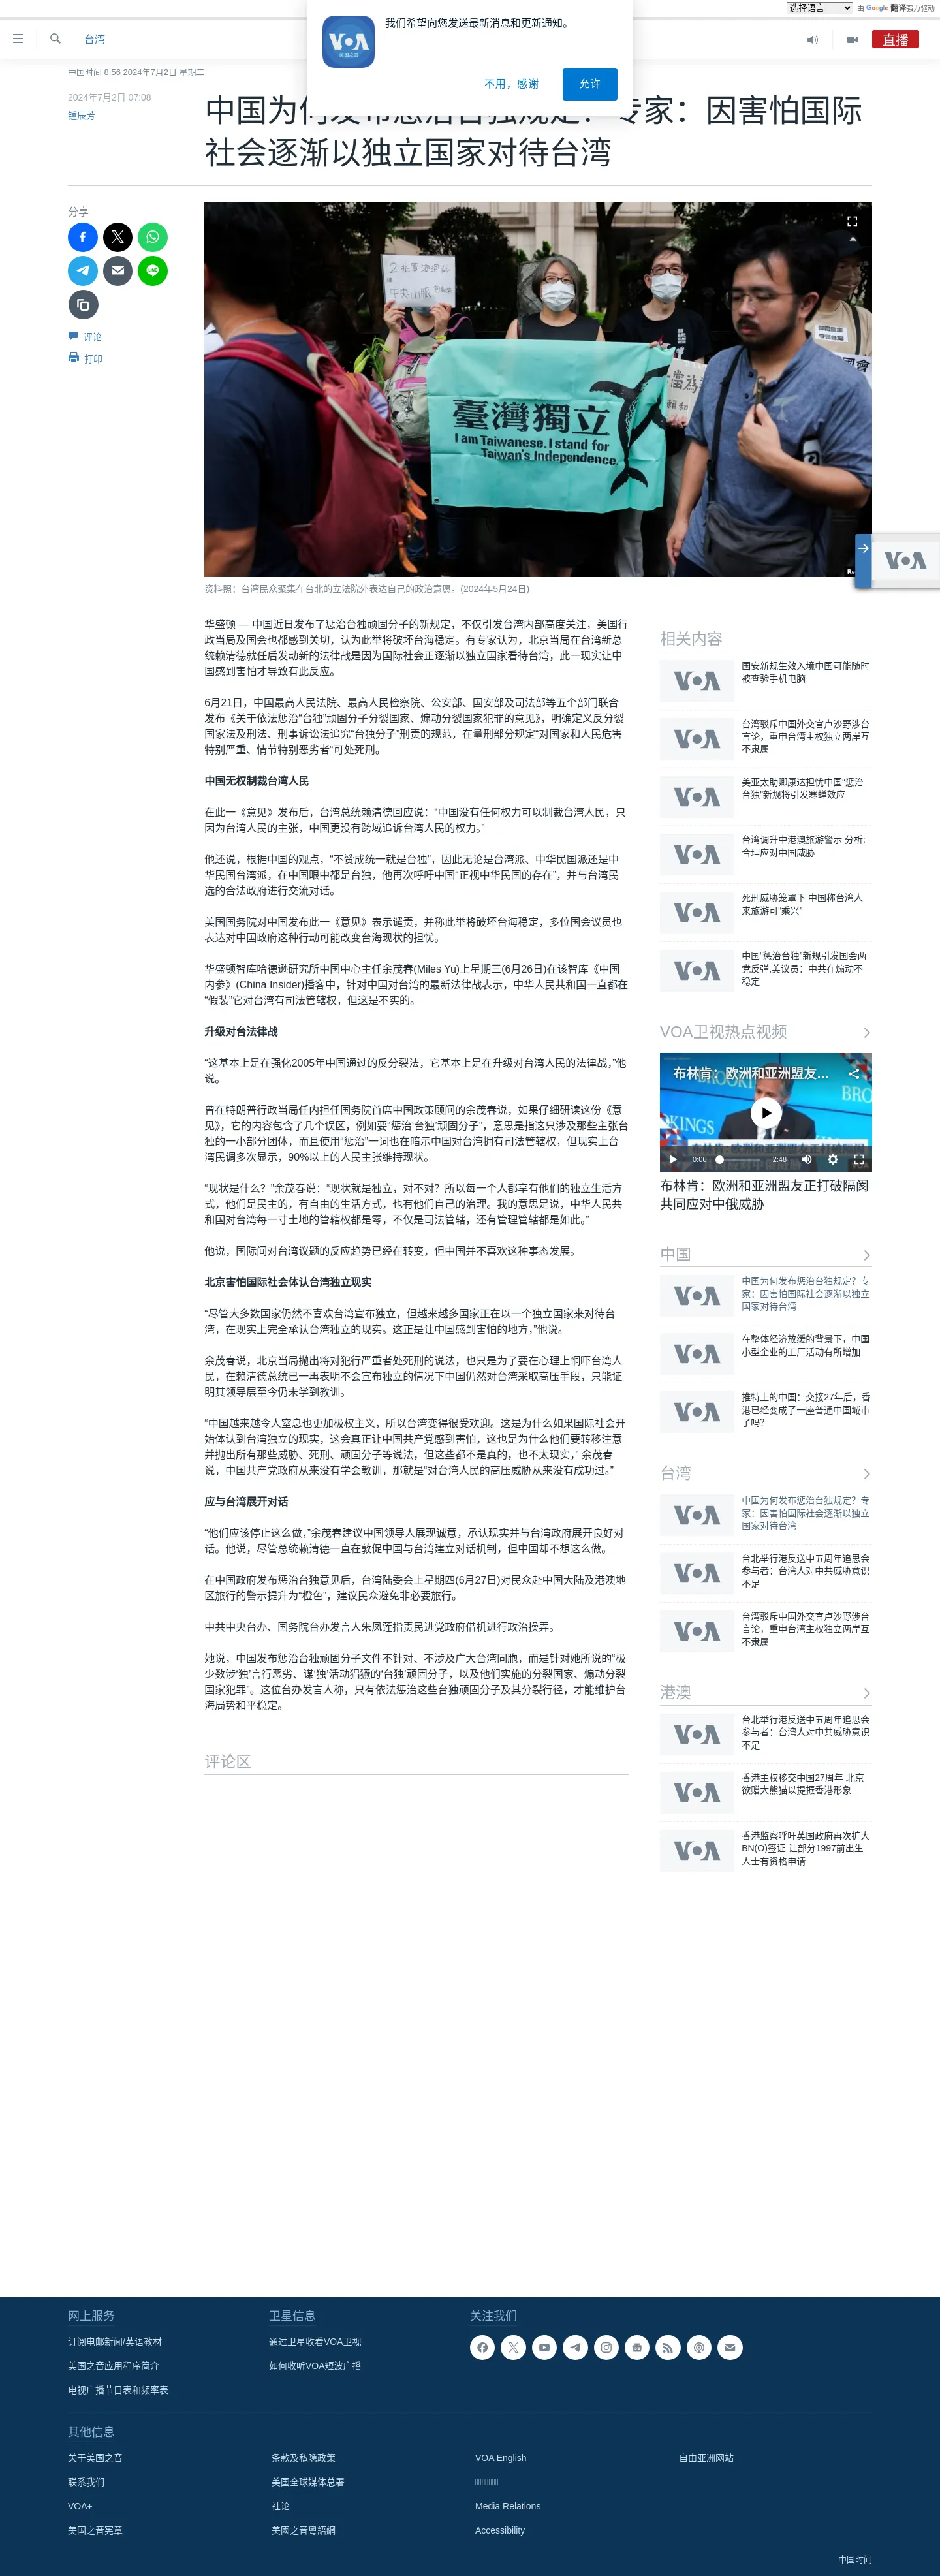 选择语言
由 Google 翻译强力驱动
台湾
直播
我们希望向您发送最新消息和更新通知。
不用，感谢
允许
中国时间 8:56 2024年7月2日 星期二
2024年7月2日 07:08
锺辰芳
专家：因害怕国际
社会逐渐以独立国家对待台湾
分享
评论
打印
臺灣獨立
I am Taiwanese. I stand for
Taiwan's Independence.
资料照：台湾民众聚集在台北的立法院外表达自己的政治意愿。(2024年5月24日)
华盛顿 — 中国近日发布了惩治台独顽固分子的新规定，不仅引发台湾内部高度关注，美国行
政当局及国会也都感到关切，认为此举将破坏台海稳定。有专家认为，北京当局在台湾新总
统赖清德就任后发动新的法律战是因为国际社会正逐渐以独立国家看待台湾，此一现实让中
国感到害怕才导致有此反应。
6月21日，中国最高人民法院、最高人民检察院、公安部、国安部及司法部等五个部门联合
发布《关于依法惩治“台独”顽固分子分裂国家、煽动分裂国家犯罪的意见》，明确定义反分裂
国家法及刑法、刑事诉讼法追究“台独分子”刑责的规范，在量刑部分规定“对国家和人民危害
特别严重、情节特别恶劣者“可处死刑。
中国无权制裁台湾人民
在此一《意见》发布后，台湾总统赖清德回应说：“中国没有任何权力可以制裁台湾人民，只
因为台湾人民的主张，中国更没有跨域追诉台湾人民的权力。”
他还说，根据中国的观点，“不赞成统一就是台独”，因此无论是台湾派、中华民国派还是中
华民国台湾派，在中国眼中都是台独，他再次呼吁中国“正视中华民国的存在”，并与台湾民
选的合法政府进行交流对话。
美国国务院对中国发布此一《意见》表示谴责，并称此举将破坏台海稳定，多位国会议员也
表达对中国政府这种行动可能改变台海现状的担忧。
华盛顿智库哈德逊研究所中国中心主任余茂春(Miles Yu)上星期三(6月26日)在该智库《中国
内参》(China Insider)播客中，针对中国对台湾的最新法律战表示，中华人民共和国一直都在
“假装”它对台湾有司法管辖权，但这是不实的。
升级对台法律战
“这基本上是在强化2005年中国通过的反分裂法，它基本上是在升级对台湾人民的法律战，”他
说。
曾在特朗普行政当局任内担任国务院首席中国政策顾问的余茂春说，如果仔细研读这份《意
见》，它的内容包含了几个误区，例如要“惩治‘台独’顽固分子”，意思是指这只涉及那些主张台
独的一小部分团体，而且使用“惩治”一词也在暗示中国对台湾拥有司法管辖权，但现实上台
湾民调多次显示，90%以上的人民主张维持现状。
“现状是什么？”余茂春说：“现状就是独立，对不对？所以每一个人都享有他们的独立生活方
式，他们是民主的，有自由的生活方式，也有他们自己的治理。我的意思是说，中华人民共
和国对台湾每一寸土地的管辖权都是零，不仅是司法管辖，还有管理管辖都是如此。”
他说，国际间对台湾议题的反应趋势已经在转变，但中国并不喜欢这种事态发展。
北京害怕国际社会体认台湾独立现实
“尽管大多数国家仍然不喜欢台湾宣布独立，但越来越多国家正在以一个独立国家来对待台
湾，在现实上完全承认台湾独立的现实。这正是让中国感到害怕的地方，”他说。
余茂春说，北京当局抛出将对犯行严重者处死刑的说法，也只是为了要在心理上恫吓台湾人
民，在赖清德总统已一再表明不会宣布独立的情况下中国仍然对台湾采取高压手段，只能证
明其领导层至今仍未学到教训。
“中国越来越令人窒息也更加极权主义，所以台湾变得很受欢迎。这是为什么如果国际社会开
始体认到台湾独立的现实，这会真正让中国共产党感到害怕，这也是为什么他们要转移注意
并抛出所有那些威胁、死刑、顽固分子等说法，但这些都不是真的，也不太现实，” 余茂春
说，中国共产党政府从来没有学会教训，那就是“对台湾人民的高压威胁从来没有成功过。”
应与台湾展开对话
“他们应该停止这么做，”余茂春建议中国领导人展现诚意，承认现实并与台湾政府展开良好对
话。他说，尽管总统赖清德一直在敦促中国与台湾建立对话机制，但中国却不想这么做。
在中国政府发布惩治台独意见后，台湾陆委会上星期四(6月27日)对民众赴中国大陆及港澳地
区旅行的警示提升为“橙色”，建议民众避免非必要旅行。
中共中央台办、国务院台办发言人朱凤莲指责民进党政府借机进行政治操弄。
她说，中国发布惩治台独顽固分子文件不针对、不涉及广大台湾同胞，而是针对她所说的“极
少数涉‘独’言行恶劣、谋‘独’活动猖獗的‘台独’顽固分子，以及他们实施的分裂国家、煽动分裂
国家犯罪”。这位台办发言人称，只有依法惩治这些台独顽固分子及其分裂行径，才能维护台
海局势和平稳定。
评论区
相关内容
国安新规生效入境中国可能随时
被查验手机电脑
台湾驳斥中国外交官卢沙野涉台
言论，重申台湾主权独立两岸互
不隶属
美亚太助卿康达担忧中国“惩治
台独”新规将引发寒蝉效应
台湾调升中港澳旅游警示 分析:
合理应对中国威胁
死刑威胁笼罩下 中国称台湾人
来旅游可“乘兴”
中国“惩治台独”新规引发国会两
党反弹,美议员：中共在煽动不
稳定
VOA卫视热点视频
布林肯：欧洲和亚洲盟友…
0:00
2:48
布林肯：欧洲和亚洲盟友正打破隔阂
共同应对中俄威胁
中国
中国为何发布惩治台独规定？专
家：因害怕国际社会逐渐以独立
国家对待台湾
在整体经济放缓的背景下，中国
小型企业的工厂活动有所增加
推特上的中国：交接27年后，香
港已经变成了一座普通中国城市
了吗？
台湾
中国为何发布惩治台独规定？专
家：因害怕国际社会逐渐以独立
国家对待台湾
台北举行港反送中五周年追思会
参与者：台湾人对中共威胁意识
不足
台湾驳斥中国外交官卢沙野涉台
言论，重申台湾主权独立两岸互
不隶属
港澳
台北举行港反送中五周年追思会
参与者：台湾人对中共威胁意识
不足
香港主权移交中国27周年 北京
欲赠大熊猫以提振香港形象
香港监察呼吁英国政府再次扩大
BN(O)签证 让部分1997前出生
人士有资格申请
网上服务
订阅电邮新闻/英语教材
美国之音应用程序简介
电视广播节目表和频率表
卫星信息
通过卫星收看VOA卫视
如何收听VOA短波广播
关注我们
其他信息
关于美国之音
联系我们
VOA+
美国之音宪章
条款及私隐政策
美国全球媒体总署
社论
美國之音粵語網
VOA English
Media Relations
Accessibility
自由亚洲网站
中国时间